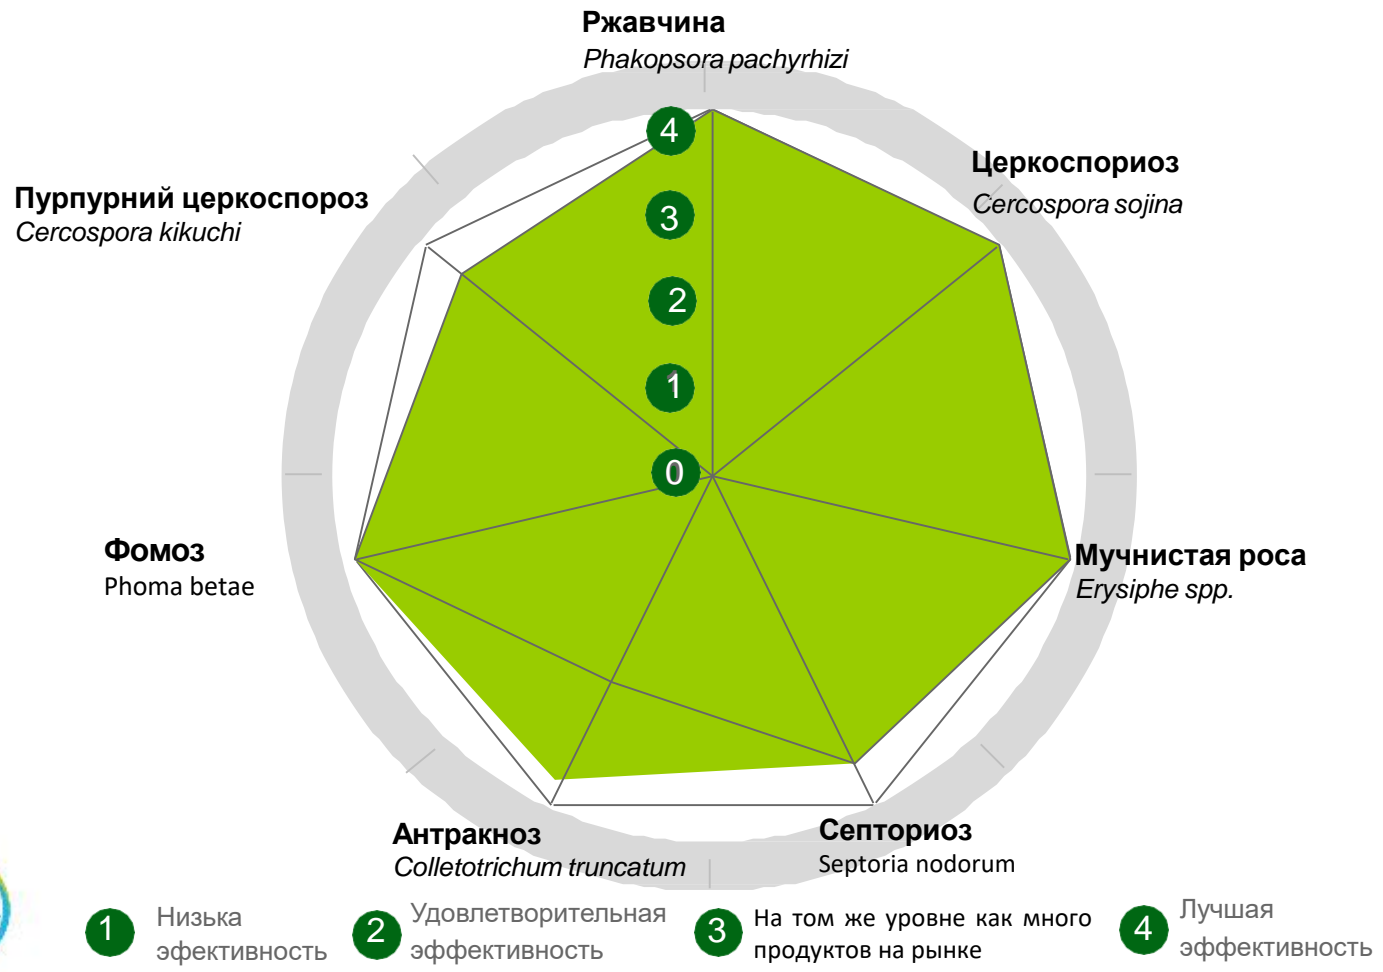 Ржавчина
Phakopsora pachyrhizi
Церкоспориоз
Cercospora sojina
Пурпурний церкоспороз
Cercospora kikuchi
4
3
2
1
0
Фомоз
Phoma betae
Мучнистая роса
Erysiphe spp.
Антракноз
Colletotrichum truncatum
Септориоз
Septoria nodorum
1 Низька
эфективность
2 Удовлетворительная
эффективность
3 На том же уровне как много
продуктов на рынке
4 Лучшая
эффективность